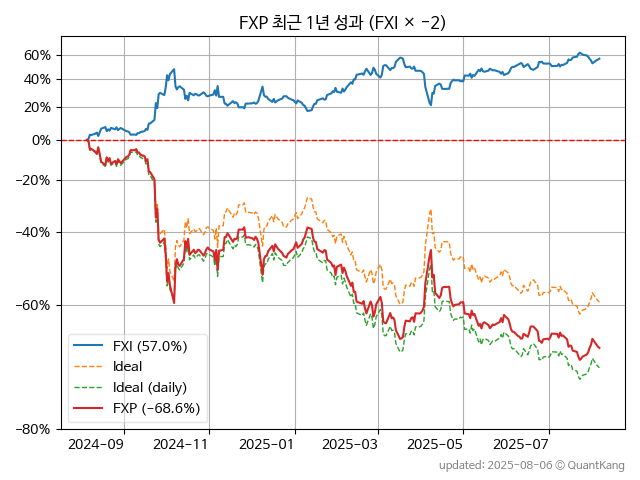 FXP 최근 1년 성과 (FXI × −2)
60%
40%
20%
0%
−20%
−40%
−60%
−80%
FXI (57.0%)
Ideal
Ideal (daily)
FXP (−68.6%)
2024−09
2024−11
2025−01
2025−03
2025−05
2025−07
updated: 2025−08−06 ⓒ QuantKang